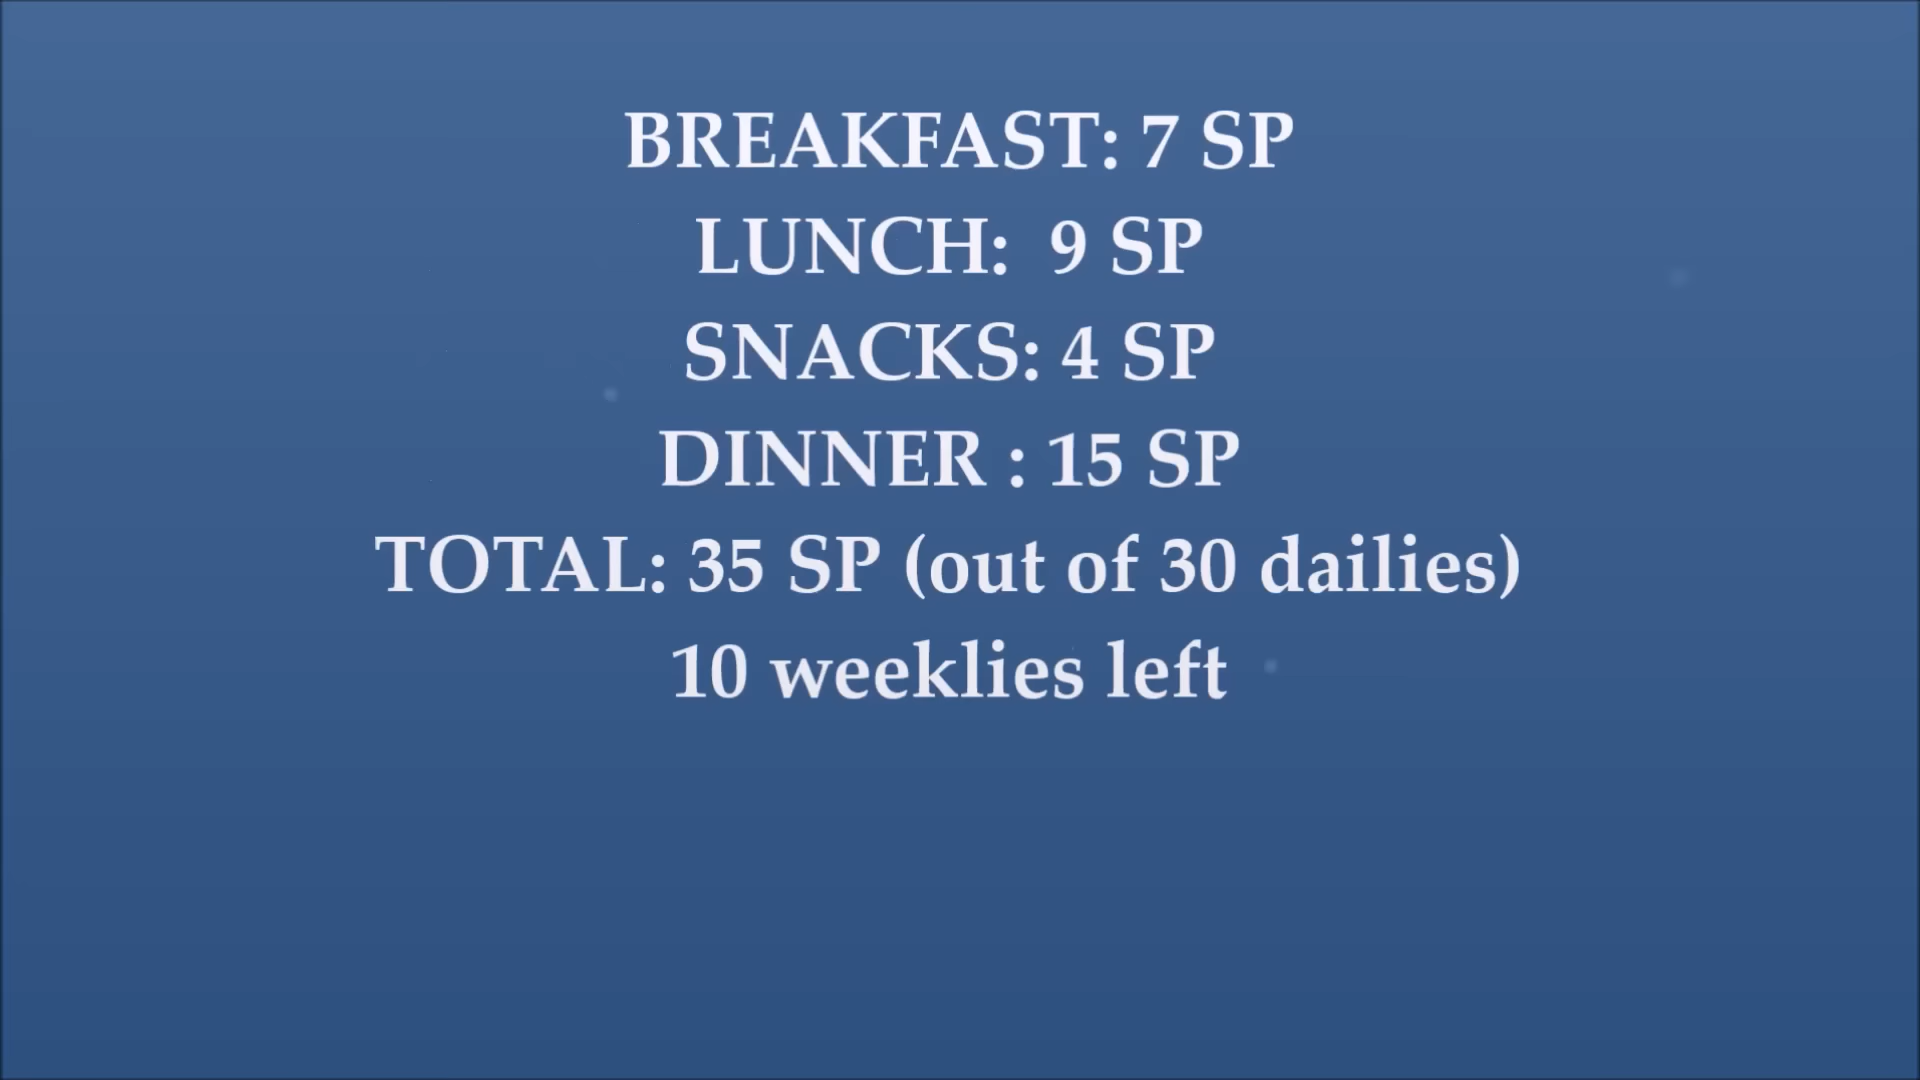 BREAKFAST: 7 SP
LUNCH: 9 SP
SNACKS: 4 SP
DINNER : 15 SP
TOTAL: 35 SP (out of 30 dailies)
10 weeklies left